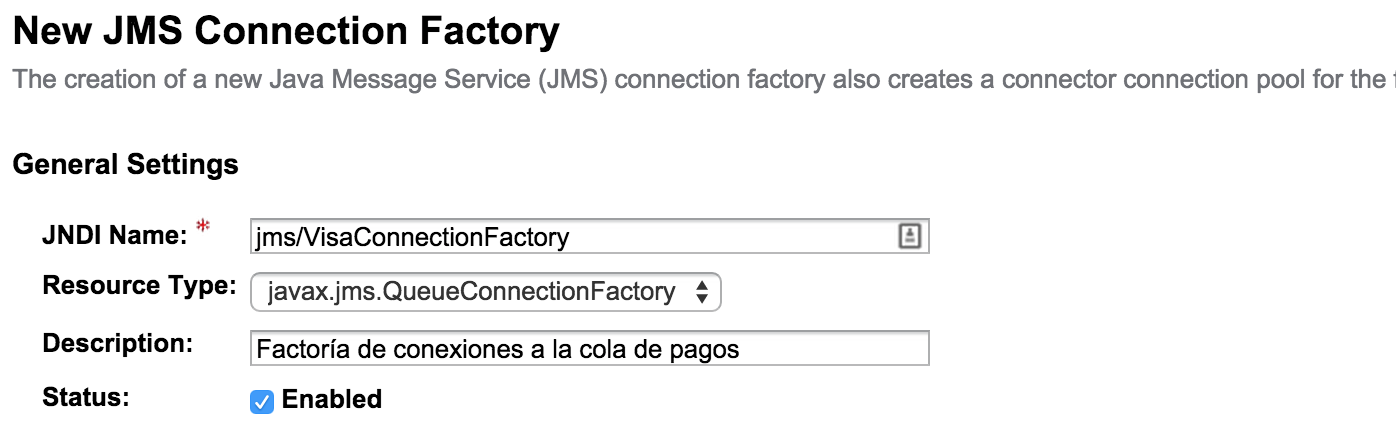 New JMS Connection Factory
The creation of a new Java Message Service (JMS) connection factory also creates a connector connection pool for the
General Settings
JNDI Name: * jms/VisaConnectionFactory
Resource Type: javax.jms.QueueConnectionFactory
Description: Factoría de conexiones a la cola de pagos
Status: Enabled